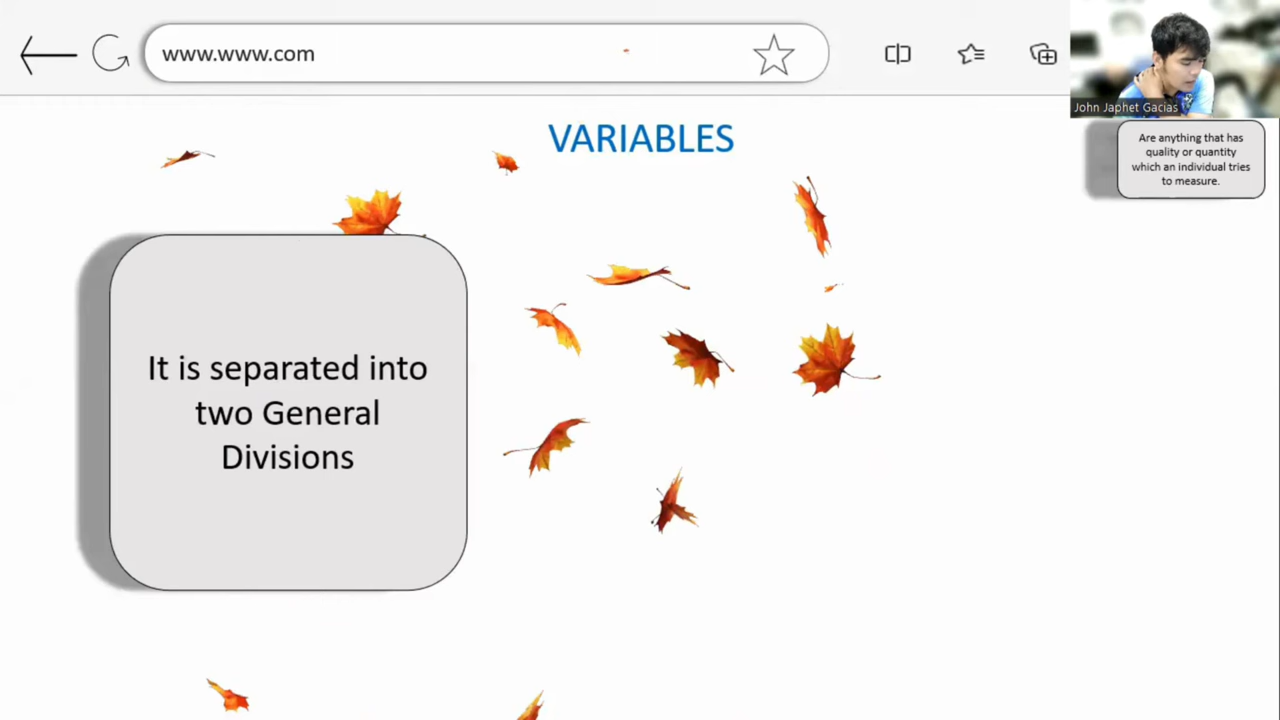 www.www.com
VARIABLES
John Japhet Gacias
Are anything that has
quality or quantity
which an individual tries
to measure.
It is separated into
two General
Divisions